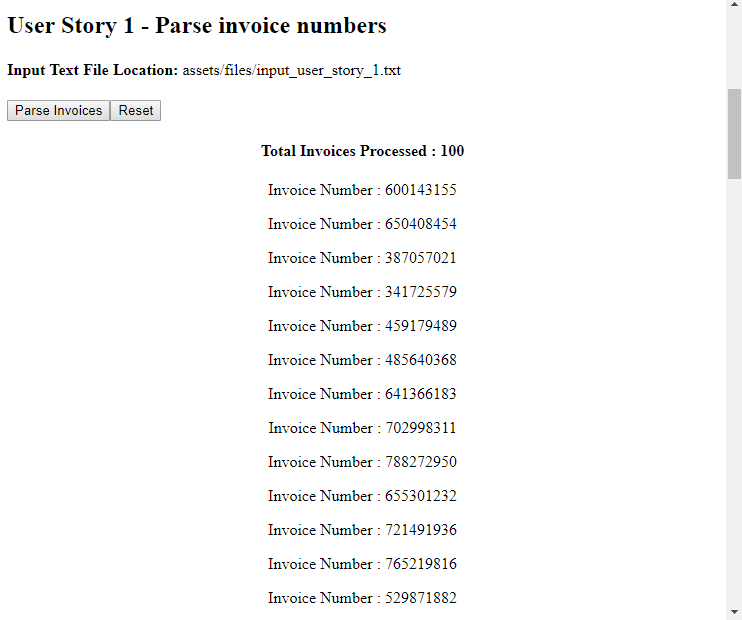 User Story 1 - Parse invoice numbers
Input Text File Location: assets/files/input_user_story_1.txt
Parse Invoices Reset
Total Invoices Processed : 100
Invoice Number : 600143155
Invoice Number : 650408454
Invoice Number : 387057021
Invoice Number : 341725579
Invoice Number : 459179489
Invoice Number : 485640368
Invoice Number : 641366183
Invoice Number : 702998311
Invoice Number : 788272950
Invoice Number : 655301232
Invoice Number : 721491936
Invoice Number : 765219816
Invoice Number : 529871882